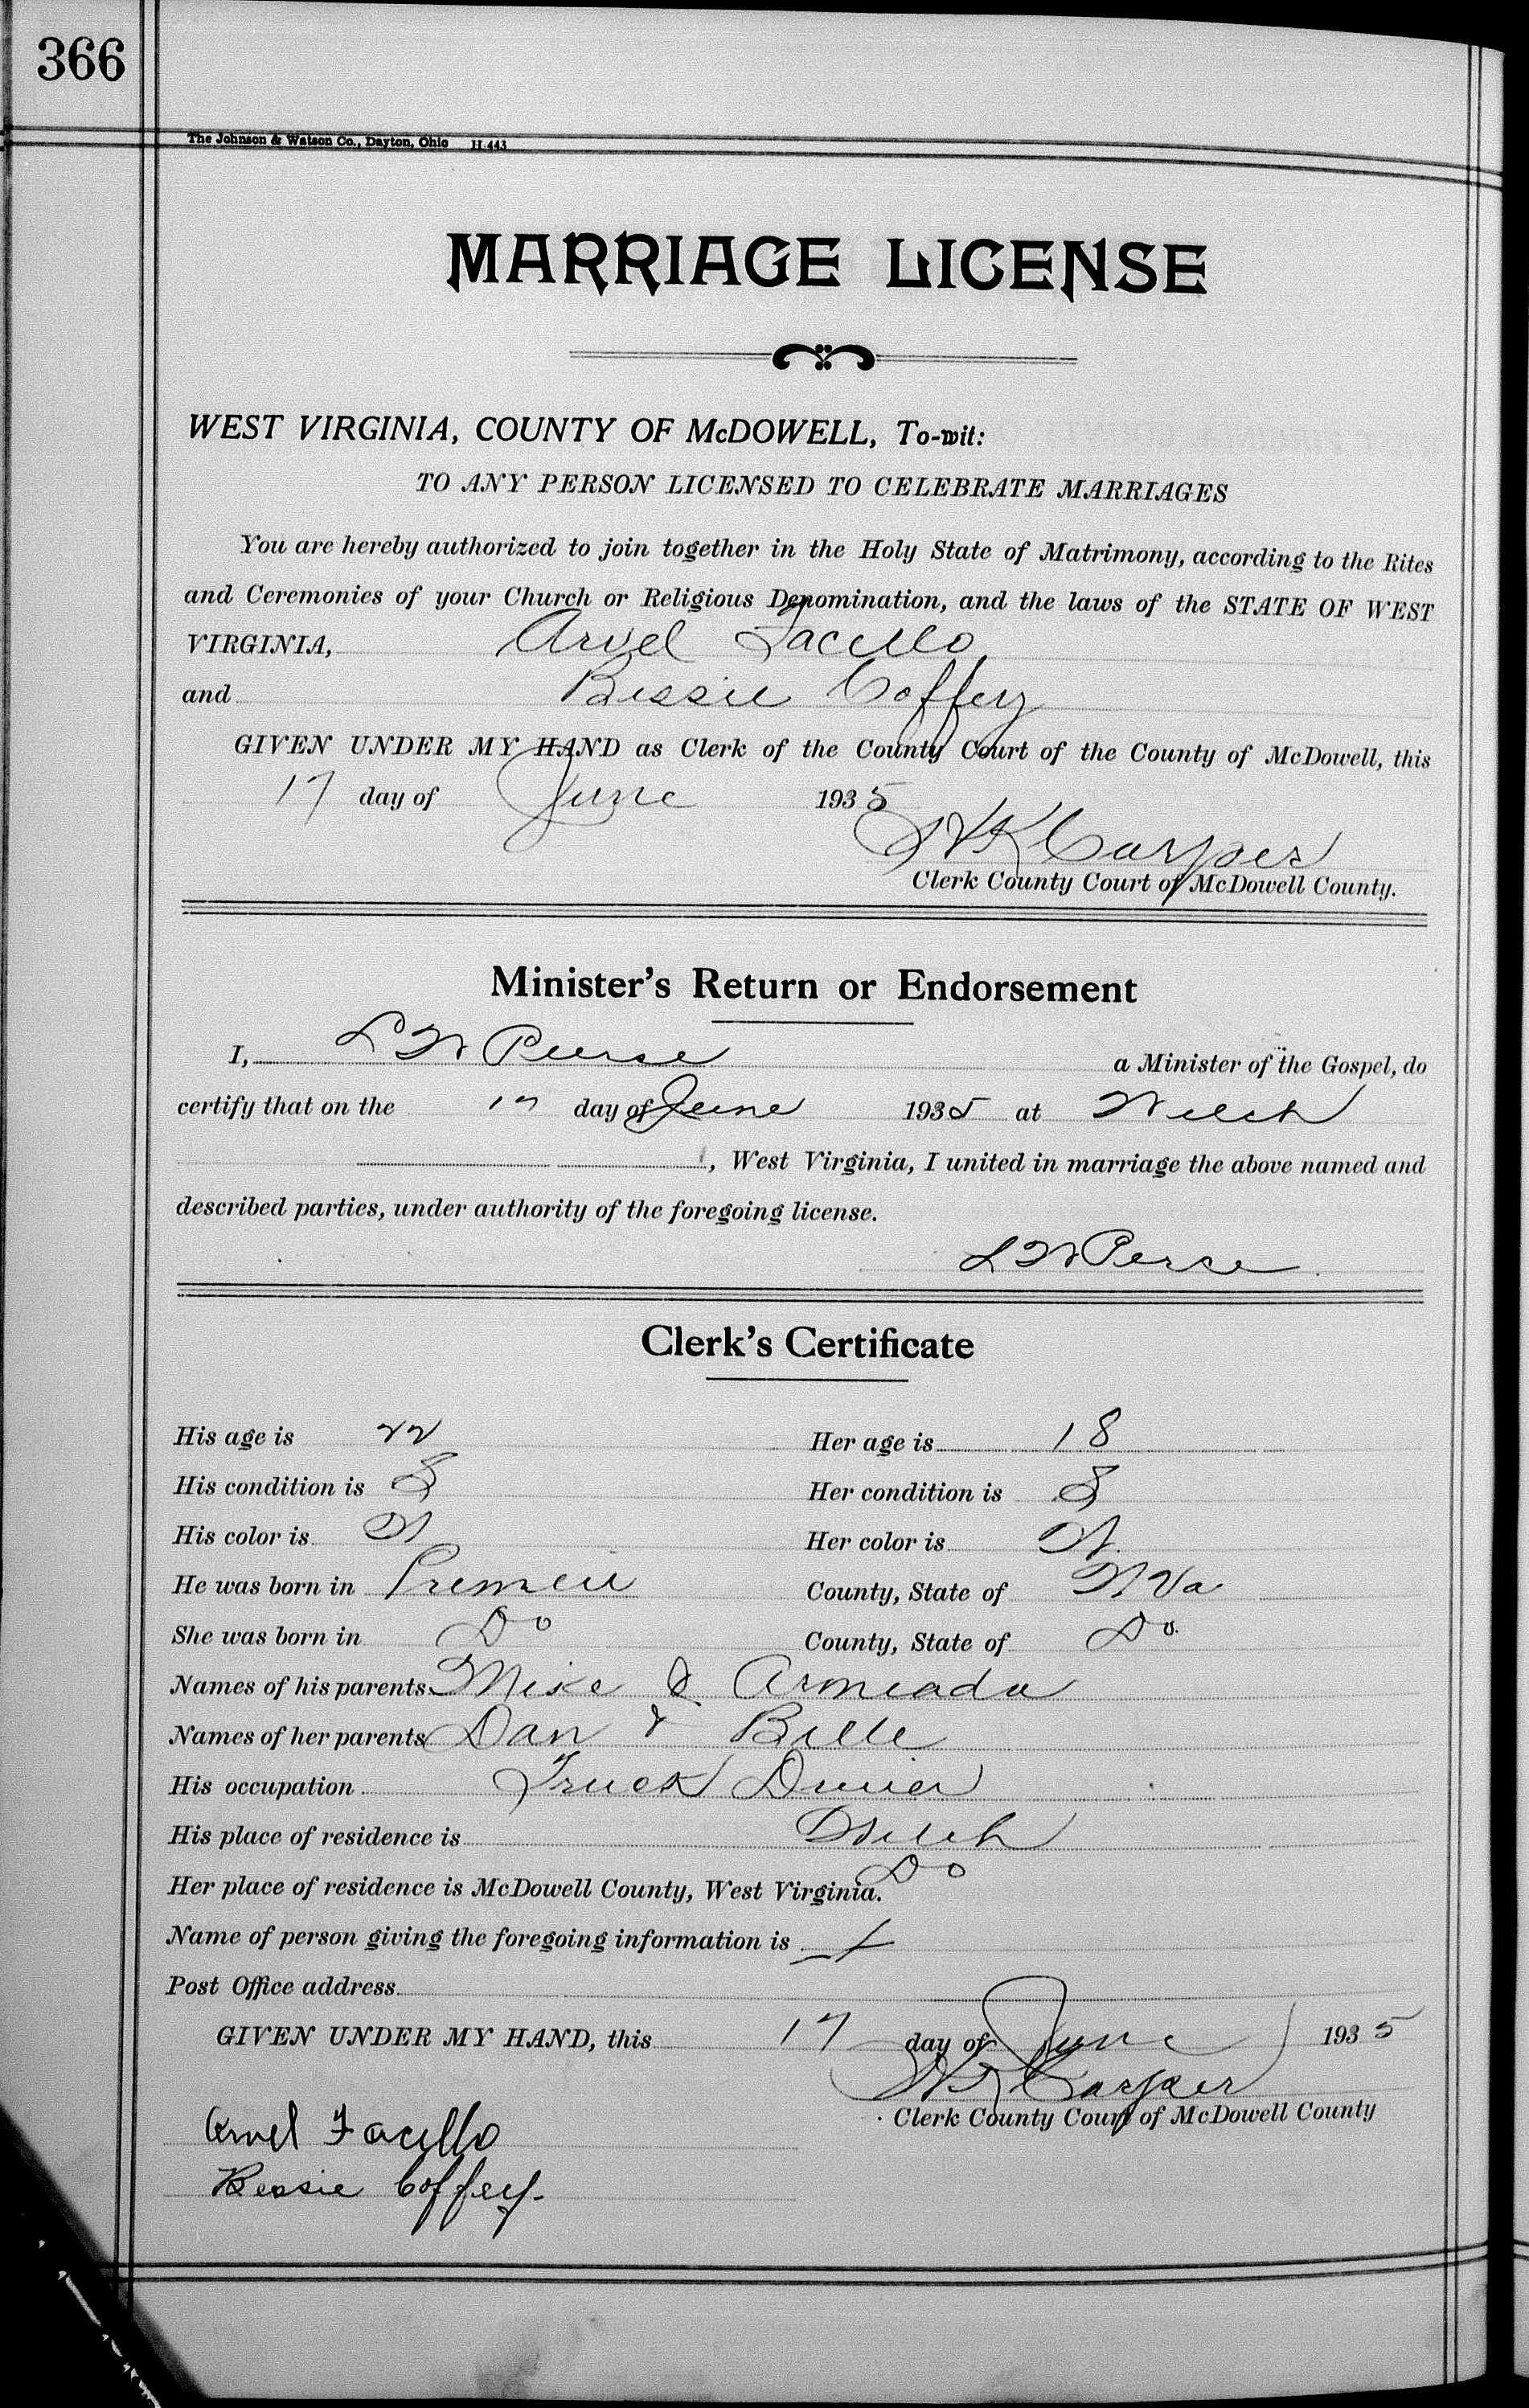 366
The Johnson & Watson Co., Dayton, Ohio H.443
MARRIAGE LICENSE
WEST VIRGINIA, COUNTY OF McDOWELL, To-wit:
TO ANY PERSON LICENSED TO CELEBRATE MARRIAGES
You are hereby authorized to join together in the Holy State of Matrimony, according to the Rites
and Ceremonies of your Church or Religious Denomination, and the laws of the STATE OF WEST
VIRGINIA, Arvel Facello,
and Bessie Coffey
GIVEN UNDER MY HAND as Clerk of the County Court of the County of McDowell, this
17 day of June 1935
Clerk County Court of McDowell County.
Minister's Return or Endorsement
I, L W Peerse a Minister of the Gospel, do
certify that on the 17 day of June 1935 at Welch
, West Virginia, I united in marriage the above named and
described parties, under authority of the foregoing license.
L W Perse
Clerk's Certificate
His age is 22 Her age is 18
His condition is S Her condition is S
His color is W Her color is W
He was born in County, State of W Va
She was born in Do County, State of Do
Names of his parents Mike & Armeada
Names of her parents Dan & Belle
His occupation Truck Driver
His place of residence is Welch
Her place of residence is McDowell County, West Virginia. Do
Name of person giving the foregoing information is
Post Office address
GIVEN UNDER MY HAND, this 17 day of June 1935
W K Carper
Clerk County Court of McDowell County
Arvel Facello
Bessie Coffey.